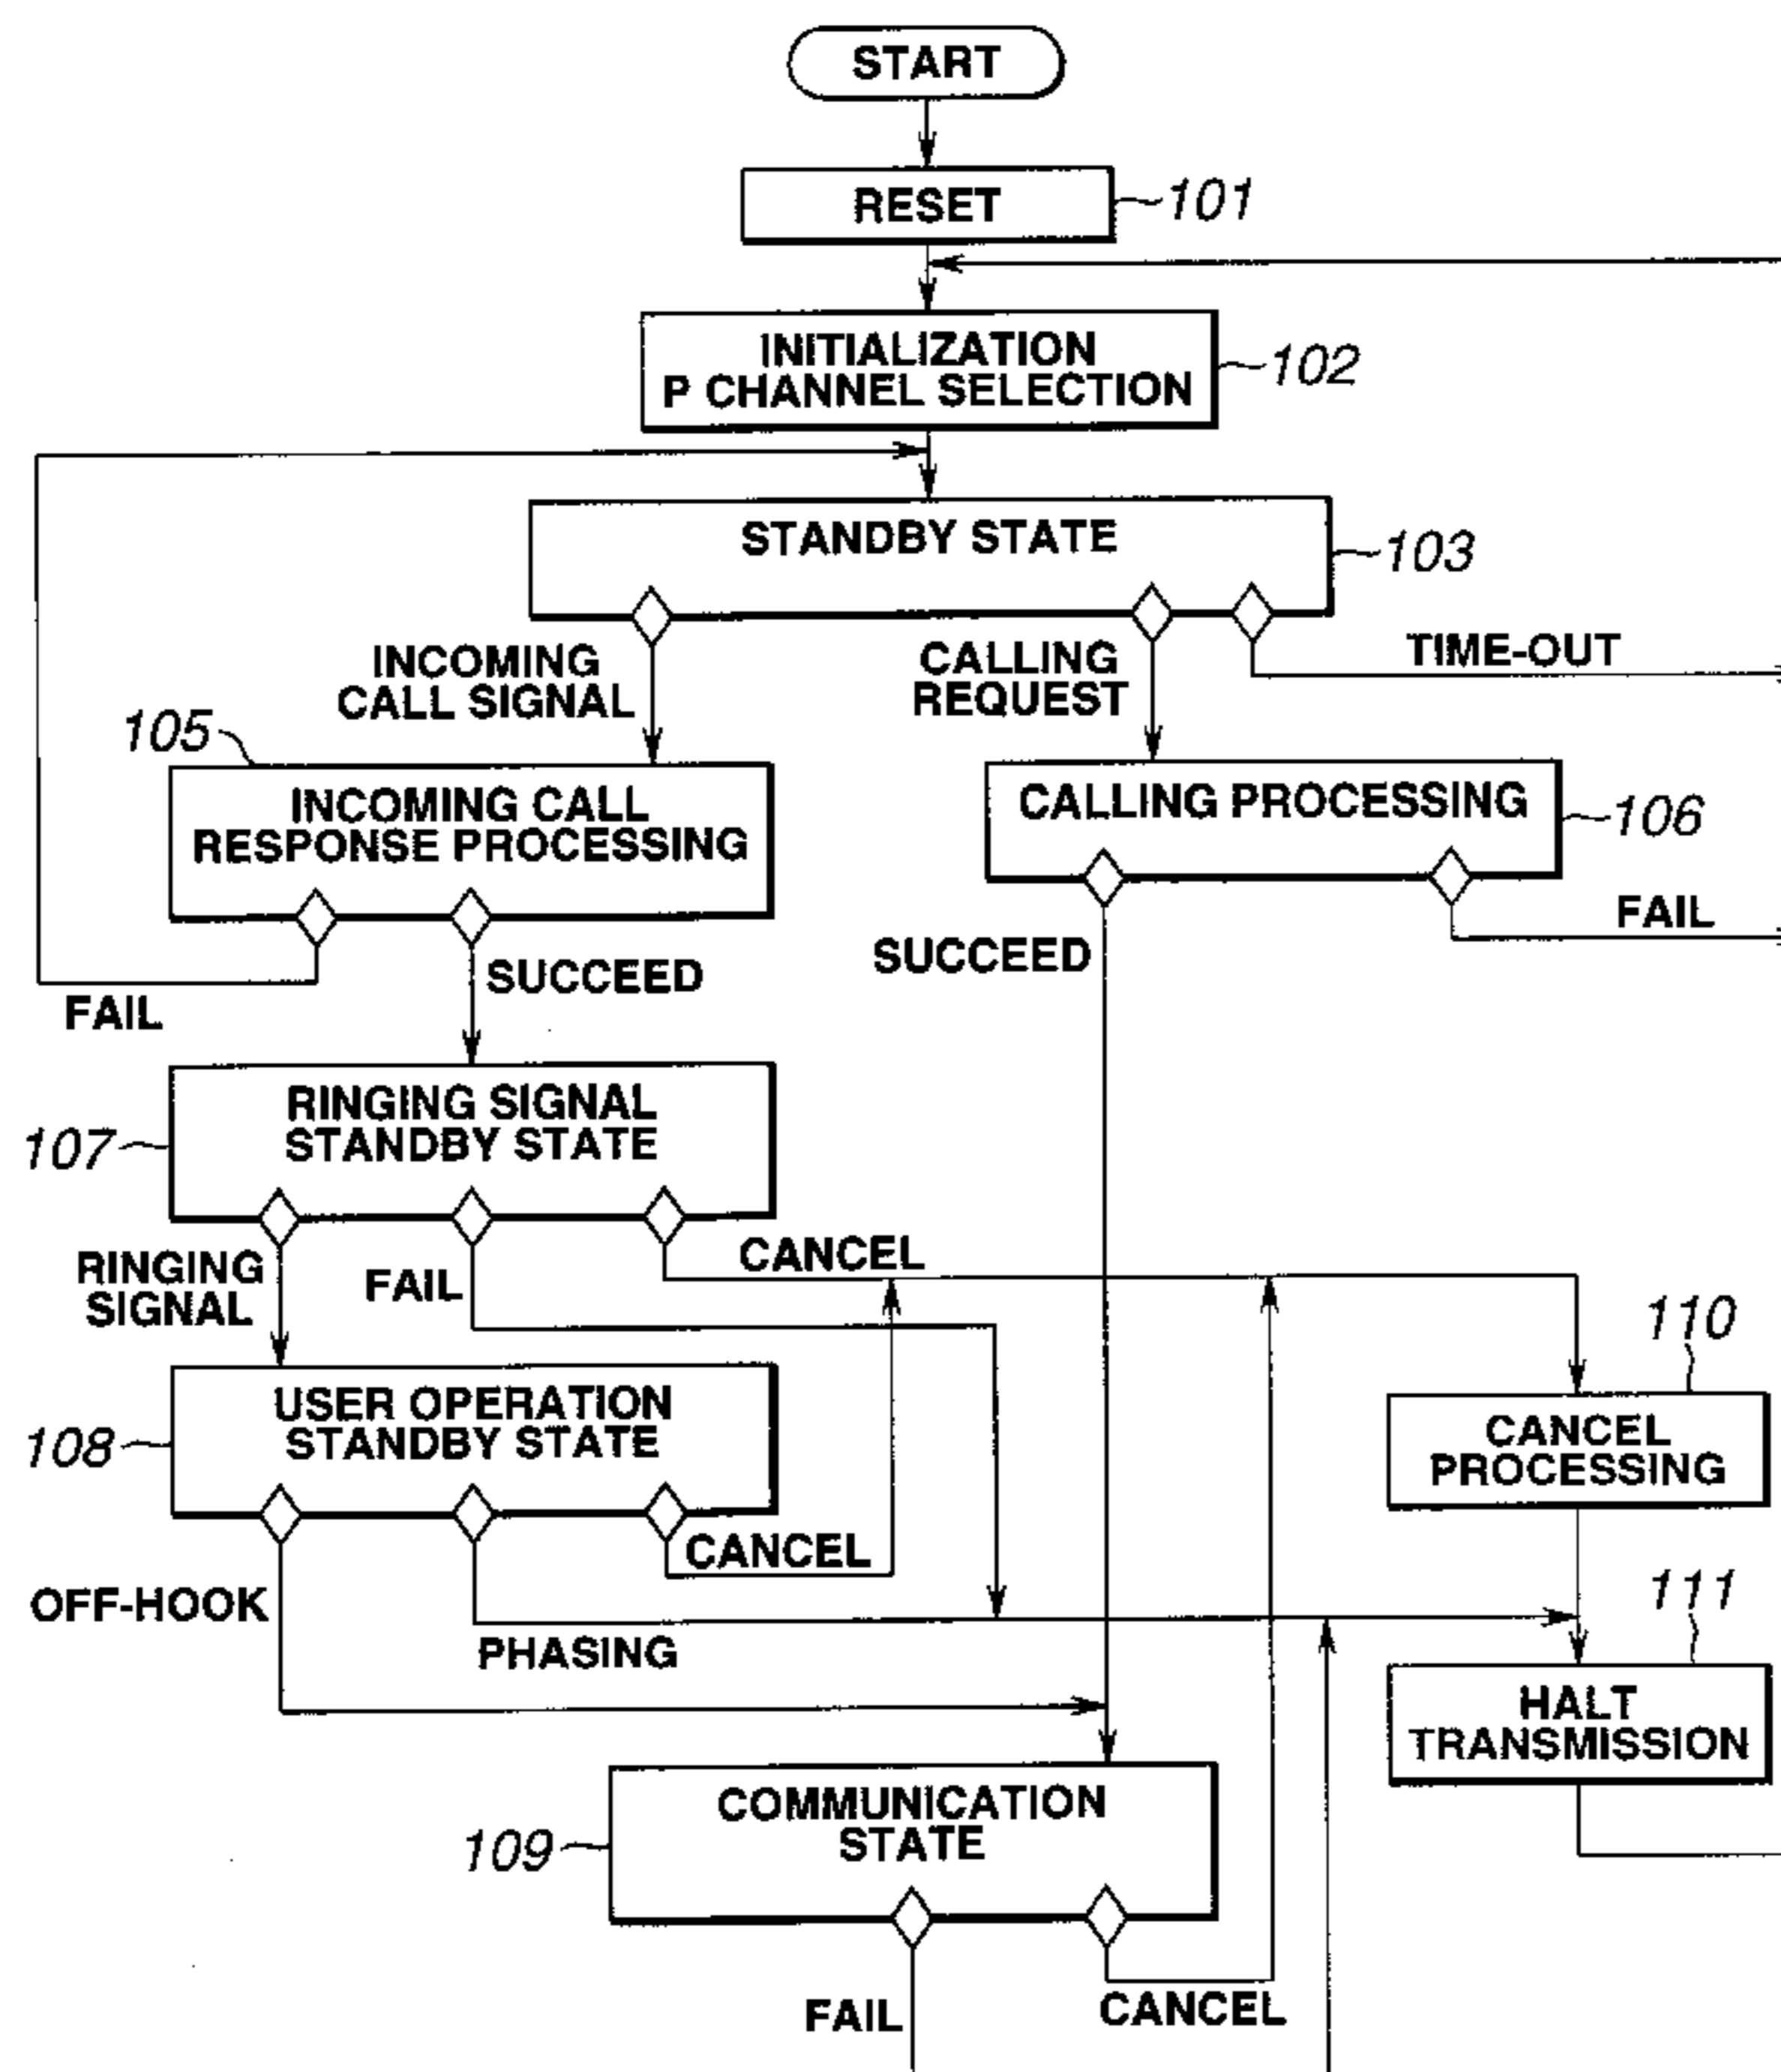 START
RESET
101
INITIALIZATION
P CHANNEL SELECTION
102
STANDBY STATE
103
INCOMING
CALL SIGNAL
CALLING
REQUEST
TIME-OUT
105
INCOMING CALL
RESPONSE PROCESSING
CALLING PROCESSING
106
FAIL
SUCCEED
SUCCEED
FAIL
RINGING SIGNAL
STANDBY STATE
107
RINGING
SIGNAL
FAIL
CANCEL
110
USER OPERATION
STANDBY STATE
108
CANCEL
PROCESSING
CANCEL
OFF-HOOK
PHASING
111
HALT
TRANSMISSION
COMMUNICATION
STATE
109
FAIL
CANCEL